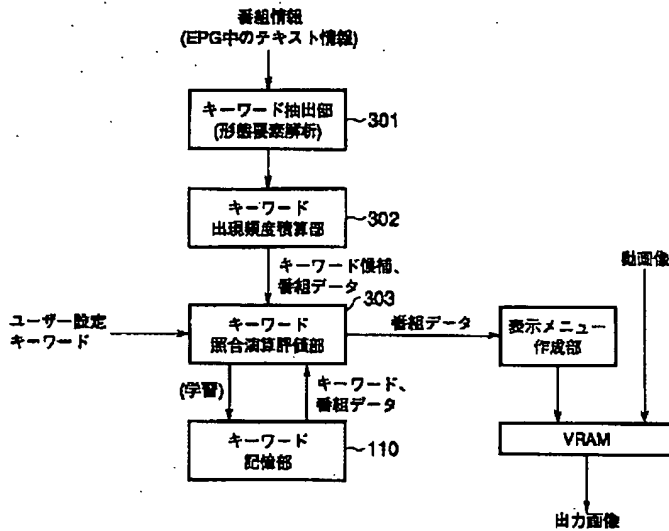 番組情報
(EPG中のテキスト情報)
キーワード抽出部
(形態要素解析)
301
キーワード
出現頻度積算部
302
キーワード候補、
番組データ
動画像
303
ユーザー設定
キーワード
キーワード
照合演算評価部
番組データ
表示メニュー
作成部
(学習)
キーワード、
番組データ
キーワード
記憶部
110
VRAM
出力画像